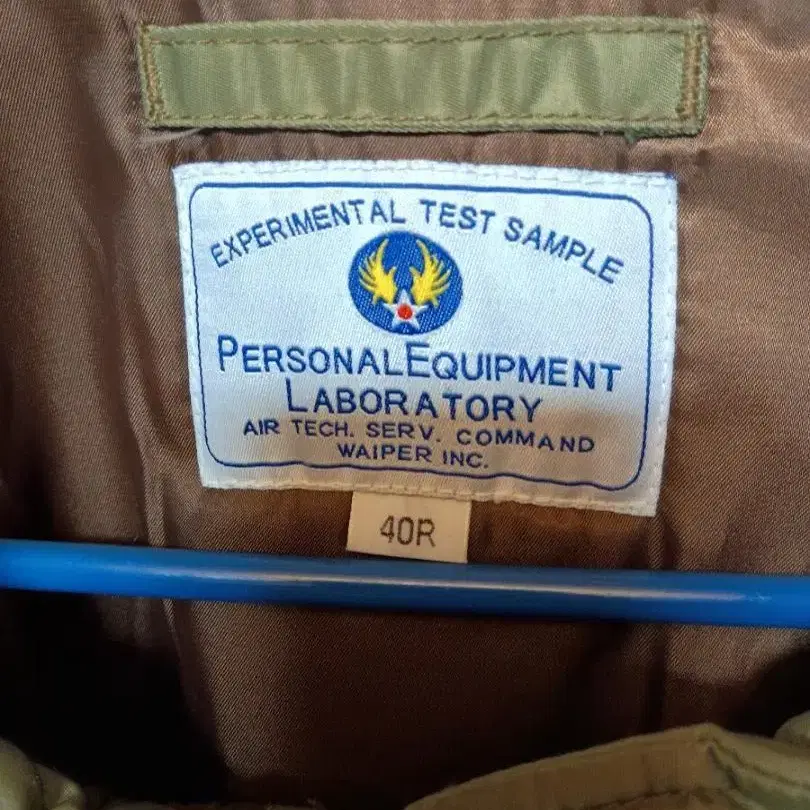 EXPERIMENTAL TEST SAMPLE
PERSONAL EQUIPMENT
LABORATORY
AIR TECH. SERV. COMMAND
WAIPER INC.
40R